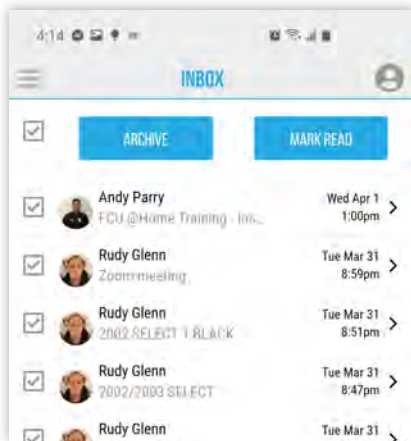 4:14
INBOX
ARCHIVE
MARK READ
Andy Parry
Wed Apr 1
FCU @Home Training - Ins...
1:00pm
Rudy Glenn
Tue Mar 31
Zoom meeting
8:59pm
Rudy Glenn
Tue Mar 31
2002 SELECT 1 BLACK
8:51pm
Rudy Glenn
Tue Mar 31
2002/2003 SELECT
8:47pm
Rudy Glenn
Tue Mar 31